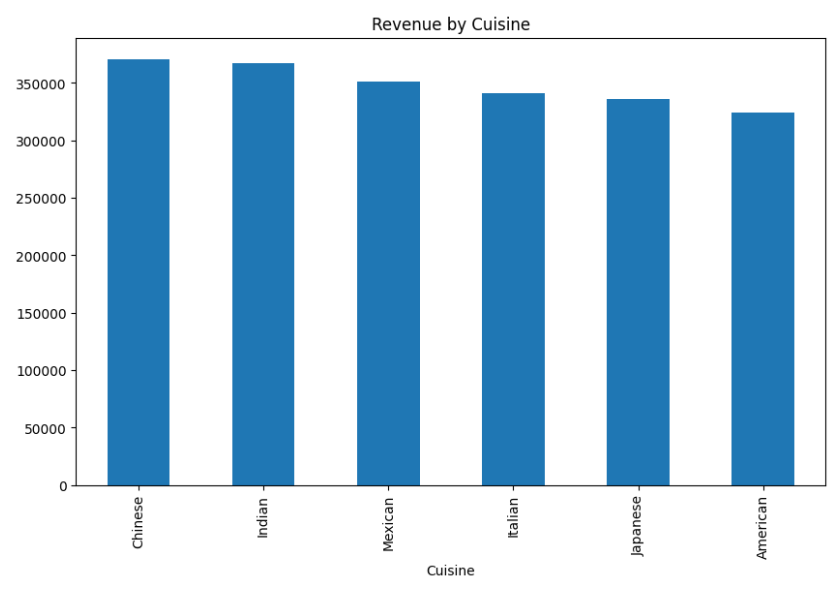 Revenue by Cuisine
350000
300000
250000
200000
150000
100000
50000
0
Chinese
Indian
Mexican
Italian
Japanese
American
Cuisine